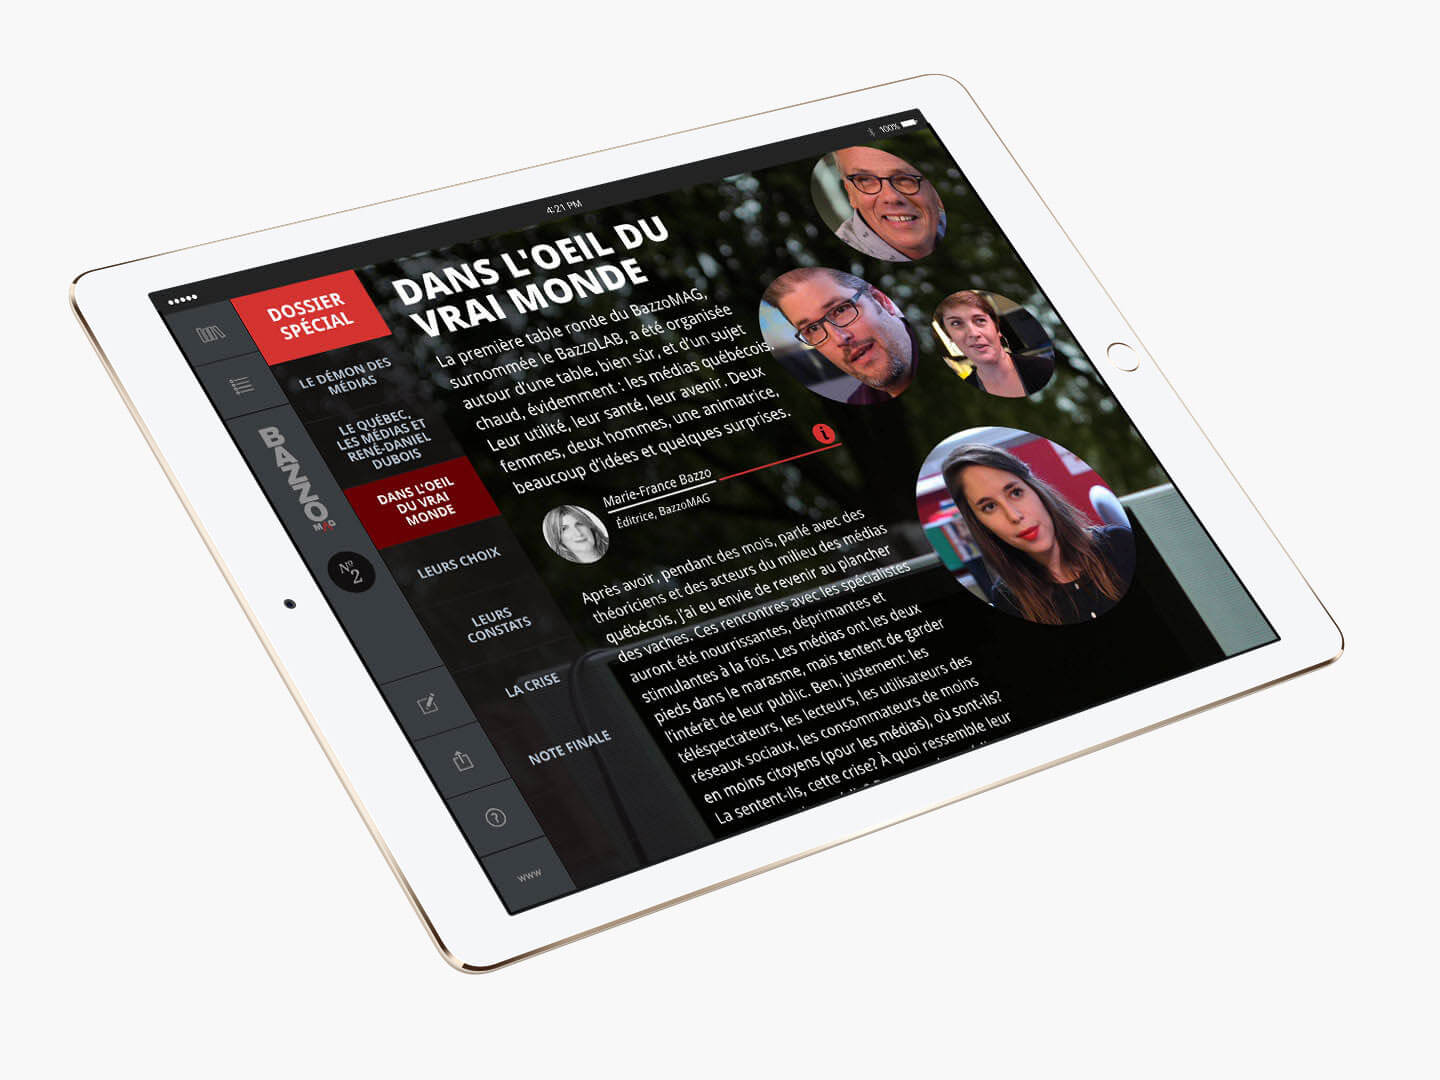 4:21 PM
100%
DOSSIER
SPÉCIAL
LE DÉMON DES
MÉDIAS
LE QUÉBEC,
LES MÉDIAS ET
RENÉ-DANIEL
DUBOIS
DANS L'OEIL
DU VRAI
MONDE
LEURS CHOIX
LEURS
CONSTATS
LA CRISE
NOTE FINALE
BAZZO
MAG
Nº
2
?
www
DANS L'OEIL DU
VRAI MONDE
La première table ronde du BazzoMAG,
surnommée le BazzoLAB, a été organisée
autour d'une table, bien sûr, et d'un sujet
chaud, évidemment : les médias québécois.
Leur utilité, leur santé, leur avenir. Deux
femmes, deux hommes, une animatrice,
beaucoup d'idées et quelques surprises.
i
Marie-France Bazzo
Éditrice, BazzoMAG
Après avoir, pendant des mois, parlé avec des
théoriciens et des acteurs du milieu des médias
québécois, j'ai eu envie de revenir au plancher
des vaches. Ces rencontres avec les spécialistes
auront été nourrissantes, déprimantes et
stimulantes à la fois. Les médias ont les deux
pieds dans le marasme, mais tentent de garder
l'intérêt de leur public. Ben, justement: les
téléspectateurs, les lecteurs, les utilisateurs des
réseaux sociaux, les consommateurs de moins
en moins citoyens (pour les médias), où sont-ils?
La sentent-ils, cette crise? À quoi ressemble leur